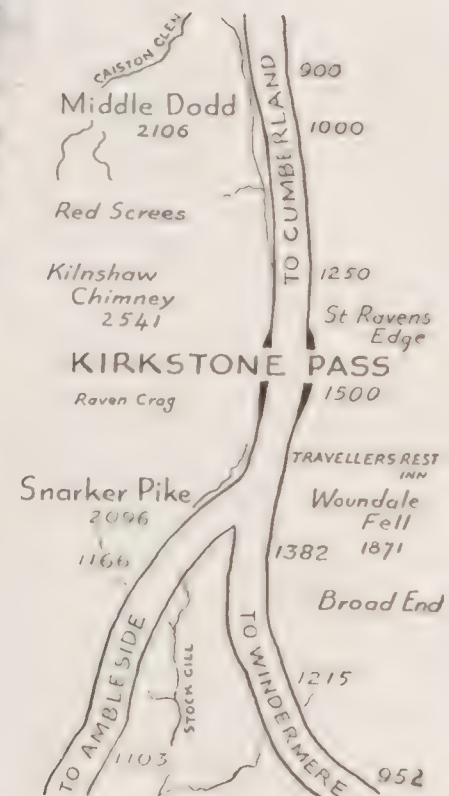 CAISTON GLEN
900
TO CUMBERLAND
Middle Dodd
2106
1000
Red Screes
Kilnshaw
Chimney
2541
1250
St Ravens
Edge
KIRKSTONE PASS
Raven Crag
1500
TRAVELLERS REST
INN
Snarker Pike
2096
Woundale
Fell
1871
1166
1382
Broad End
TO AMBLESIDE
STOCK GILL
TO WINDERMERE
1215
1103
952